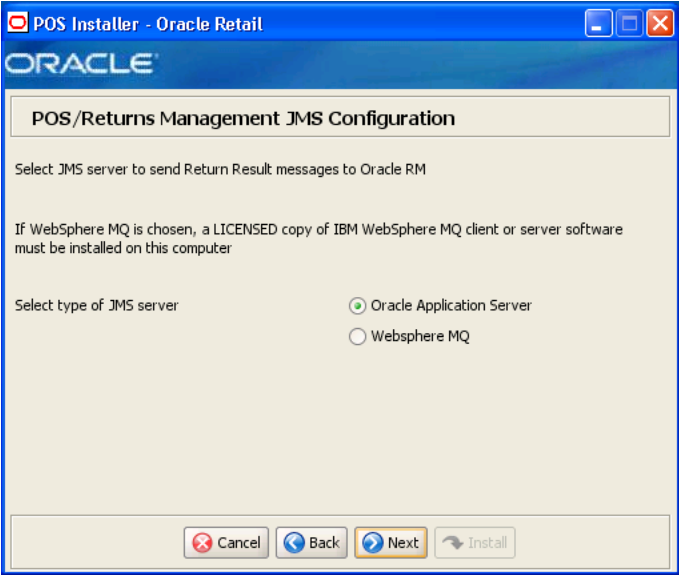 POS Installer - Oracle Retail
ORACLE
POS/Returns Management JMS Configuration
Select JMS server to send Return Result messages to Oracle RM
If WebSphere MQ is chosen, a LICENSED copy of IBM WebSphere MQ client or server software
must be installed on this computer
Select type of JMS server
Oracle Application Server
Websphere MQ
Cancel
Back
Next
Install